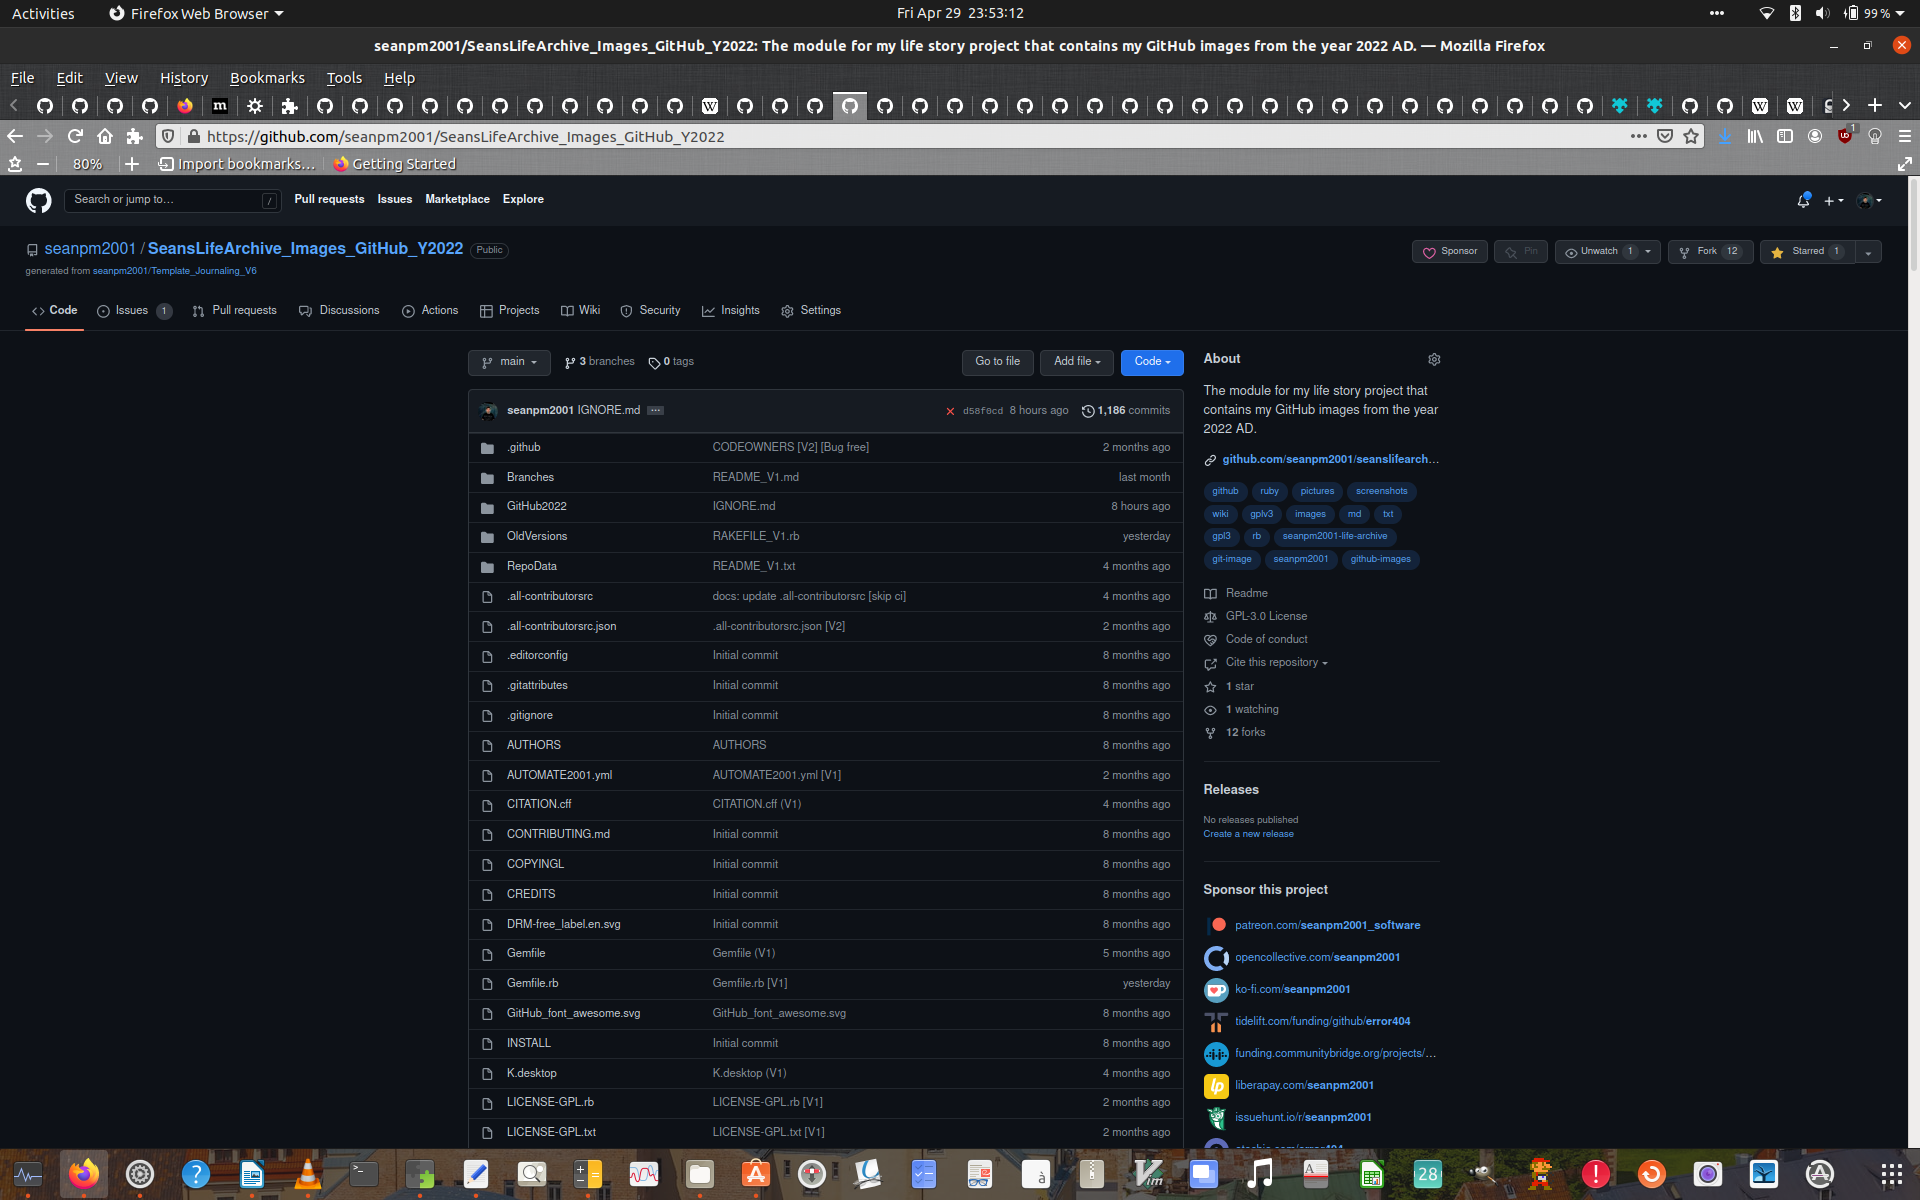 Activities Firefox Web Browser Fri Apr 29 23:53:12 99 %
seanpm2001/SeansLifeArchive_Images_GitHub_Y2022: The module for my life story project that contains my GitHub images from the year 2022 AD. — Mozilla Firefox
File Edit View History Bookmarks Tools Help
https://github.com/seanpm2001/SeansLifeArchive_Images_GitHub_Y2022
80% Import bookmarks... Getting Started
Search or jump to... / Pull requests Issues Marketplace Explore
seanpm2001 / SeansLifeArchive_Images_GitHub_Y2022 Public
Sponsor Pin Unwatch 1 Fork 12 Starred 1
generated from seanpm2001/Template_Journaling_V6
Code Issues 1 Pull requests Discussions Actions Projects Wiki Security Insights Settings
main 3 branches 0 tags Go to file Add file Code
seanpm2001 IGNORE.md d58f0cd 8 hours ago 1,186 commits
.github CODEOWNERS [V2] [Bug free] 2 months ago
Branches README_V1.md last month
GitHub2022 IGNORE.md 8 hours ago
OldVersions RAKEFILE_V1.rb yesterday
RepoData README_V1.txt 4 months ago
.all-contributorsrc docs: update .all-contributorsrc [skip ci] 4 months ago
.all-contributorsrc.json .all-contributorsrc.json [V2] 2 months ago
.editorconfig Initial commit 8 months ago
.gitattributes Initial commit 8 months ago
.gitignore Initial commit 8 months ago
AUTHORS AUTHORS 8 months ago
AUTOMATE2001.yml AUTOMATE2001.yml [V1] 2 months ago
CITATION.cff CITATION.cff (V1) 4 months ago
CONTRIBUTING.md Initial commit 8 months ago
COPYINGL Initial commit 8 months ago
CREDITS Initial commit 8 months ago
DRM-free_label.en.svg Initial commit 8 months ago
Gemfile Gemfile (V1) 5 months ago
Gemfile.rb Gemfile.rb [V1] yesterday
GitHub_font_awesome.svg GitHub_font_awesome.svg 8 months ago
INSTALL Initial commit 8 months ago
K.desktop K.desktop (V1) 4 months ago
LICENSE-GPL.rb LICENSE-GPL.rb [V1] 2 months ago
LICENSE-GPL.txt LICENSE-GPL.txt [V1] 2 months ago
About
The module for my life story project that
contains my GitHub images from the year
2022 AD.
github.com/seanpm2001/seanslifearch...
github ruby pictures screenshots
wiki gplv3 images md txt
gpl3 rb seanpm2001-life-archive
git-image seanpm2001 github-images
Readme
GPL-3.0 License
Code of conduct
Cite this repository
1 star
1 watching
12 forks
Releases
No releases published
Create a new release
Sponsor this project
patreon.com/seanpm2001_software
opencollective.com/seanpm2001
ko-fi.com/seanpm2001
tidelift.com/funding/github/error404
funding.communitybridge.org/projects/...
liberapay.com/seanpm2001
issuehunt.io/r/seanpm2001